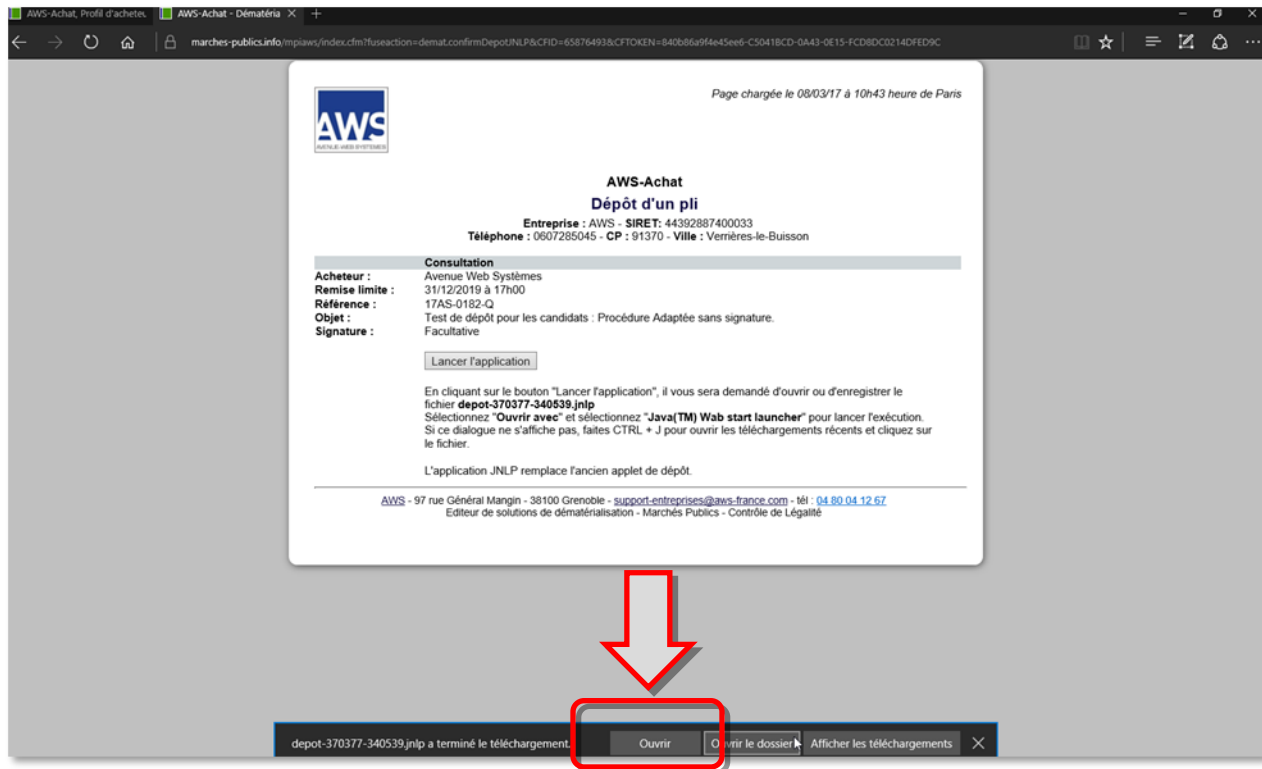 AWS-Achat, Profil d'acheteu
AWS-Achat - Dématéria
marches-publics.info/mpiaws/index.cfm?fuseaction=demat.confirmDepotJNLP&CFID=65876493&CFTOKEN=840b86a9f4e45ee6-C5041BCD-0A43-0E15-FCD8DC0214DFED9C
Page chargée le 08/03/17 à 10h43 heure de Paris
AWS
AVENUE WEB SYSTEMES
AWS-Achat
Dépôt d'un pli
Entreprise : AWS - SIRET: 44392887400033
Téléphone : 0607285045 - CP : 91370 - Ville : Verrières-le-Buisson
Consultation
Acheteur : Avenue Web Systèmes
Remise limite : 31/12/2019 à 17h00
Référence : 17AS-0182-Q
Objet : Test de dépôt pour les candidats : Procédure Adaptée sans signature.
Signature : Facultative
Lancer l'application
En cliquant sur le bouton "Lancer l'application", il vous sera demandé d'ouvrir ou d'enregistrer le
fichier depot-370377-340539.jnlp
Sélectionnez "Ouvrir avec" et sélectionnez "Java(TM) Wab start launcher" pour lancer l'exécution.
Si ce dialogue ne s'affiche pas, faites CTRL + J pour ouvrir les téléchargements récents et cliquez sur
le fichier.
L'application JNLP remplace l'ancien applet de dépôt.
AWS - 97 rue Général Mangin - 38100 Grenoble - support-entreprises@aws-france.com - tél : 04 80 04 12 67
Editeur de solutions de dématérialisation - Marchés Publics - Contrôle de Légalité
depot-370377-340539.jnlp a terminé le téléchargement. Ouvrir Ouvrir le dossier Afficher les téléchargements